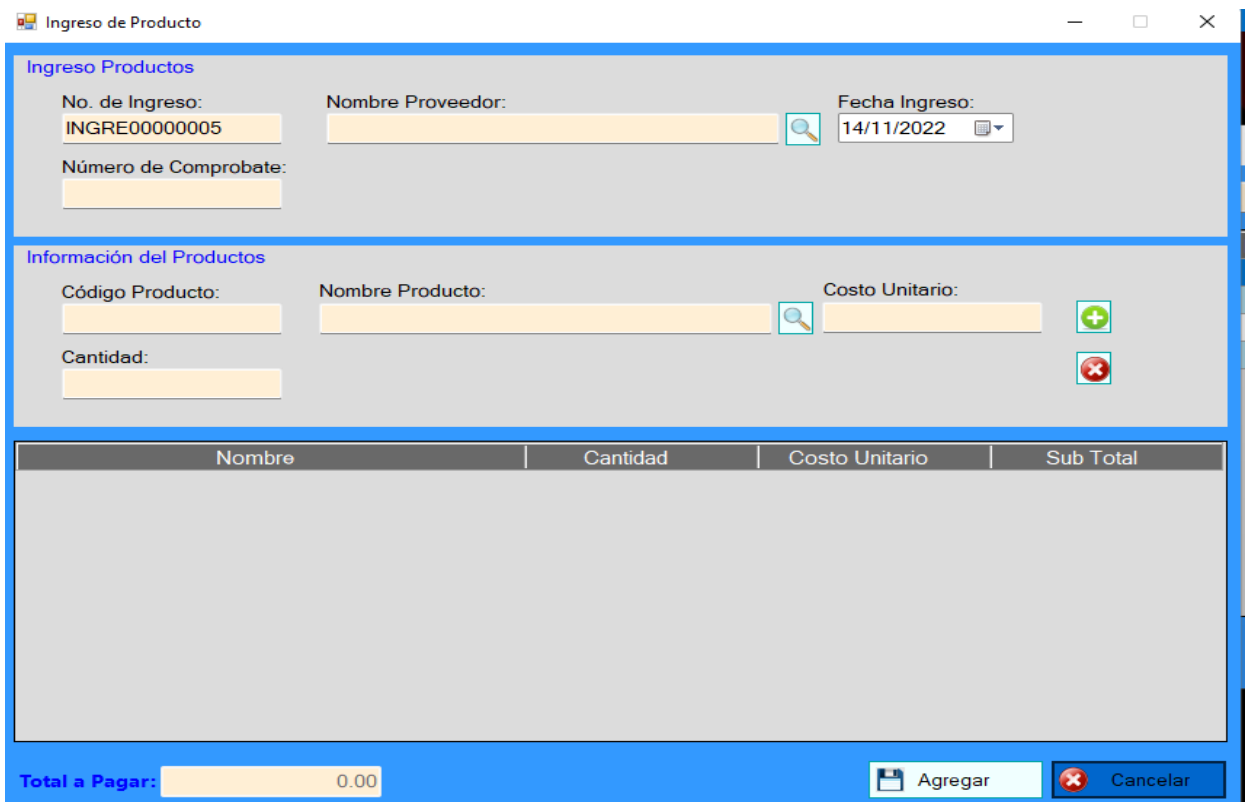 Ingreso de Producto
Ingreso Productos
No. de Ingreso: Nombre Proveedor: Fecha Ingreso:
INGRE00000005 14/11/2022
Número de Comprobate:
Información del Productos
Código Producto: Nombre Producto: Costo Unitario:
Cantidad:
Nombre Cantidad Costo Unitario Sub Total
Total a Pagar: 0.00 Agregar Cancelar